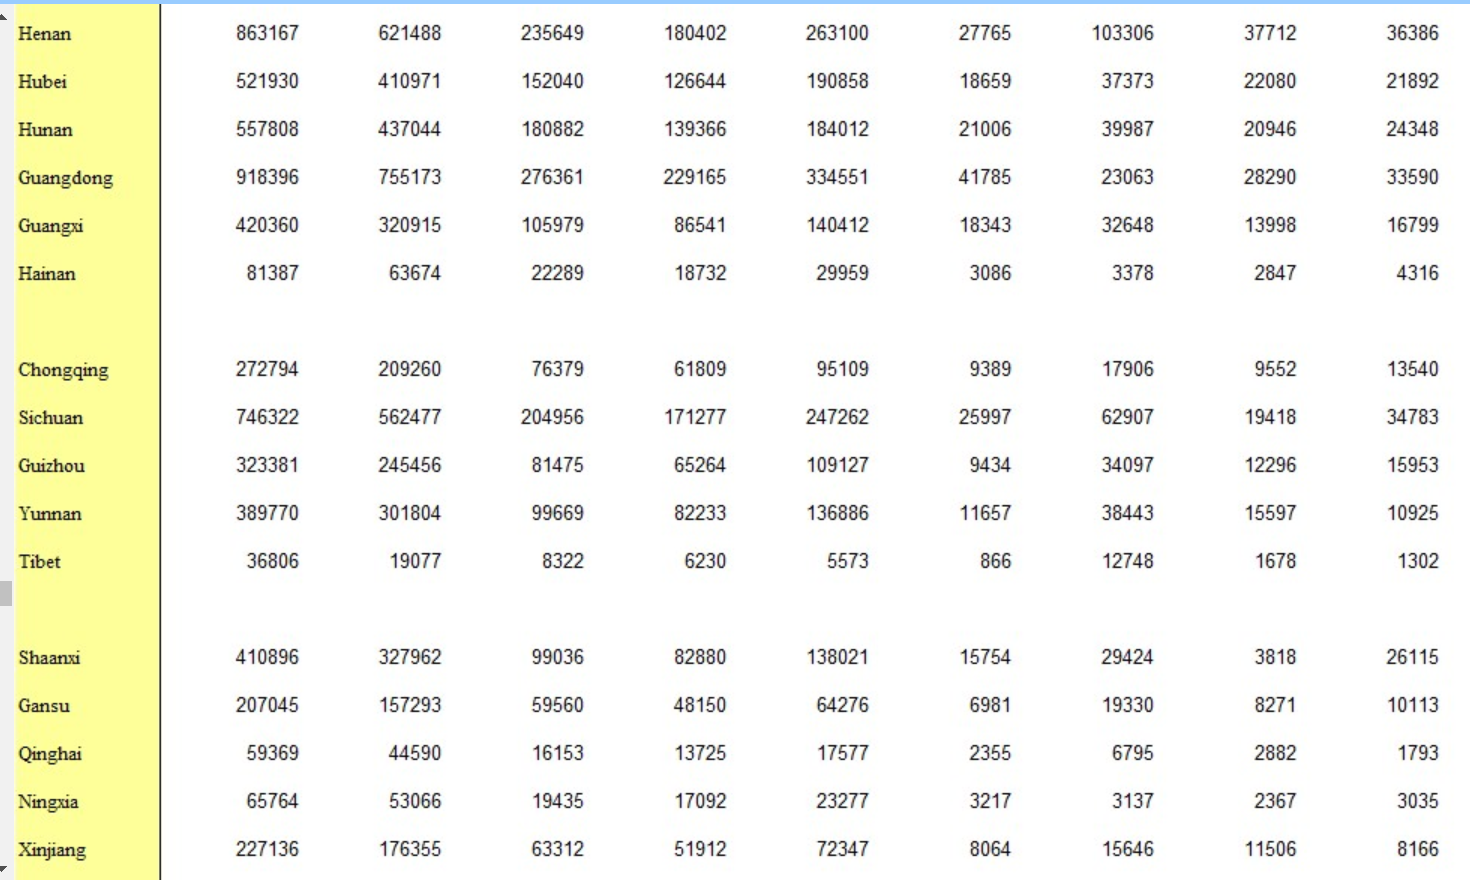 Henan 863167 621488 235649 180402 263100 27765 103306 37712 36386
Hubei 521930 410971 152040 126644 190858 18659 37373 22080 21892
Hunan 557808 437044 180882 139366 184012 21006 39987 20946 24348
Guangdong 918396 755173 276361 229165 334551 41785 23063 28290 33590
Guangxi 420360 320915 105979 86541 140412 18343 32648 13998 16799
Hainan 81387 63674 22289 18732 29959 3086 3378 2847 4316
Chongqing 272794 209260 76379 61809 95109 9389 17906 9552 13540
Sichuan 746322 562477 204956 171277 247262 25997 62907 19418 34783
Guizhou 323381 245456 81475 65264 109127 9434 34097 12296 15953
Yunnan 389770 301804 99669 82233 136886 11657 38443 15597 10925
Tibet 36806 19077 8322 6230 5573 866 12748 1678 1302
Shaanxi 410896 327962 99036 82880 138021 15754 29424 3818 26115
Gansu 207045 157293 59560 48150 64276 6981 19330 8271 10113
Qinghai 59369 44590 16153 13725 17577 2355 6795 2882 1793
Ningxia 65764 53066 19435 17092 23277 3217 3137 2367 3035
Xinjiang 227136 176355 63312 51912 72347 8064 15646 11506 8166